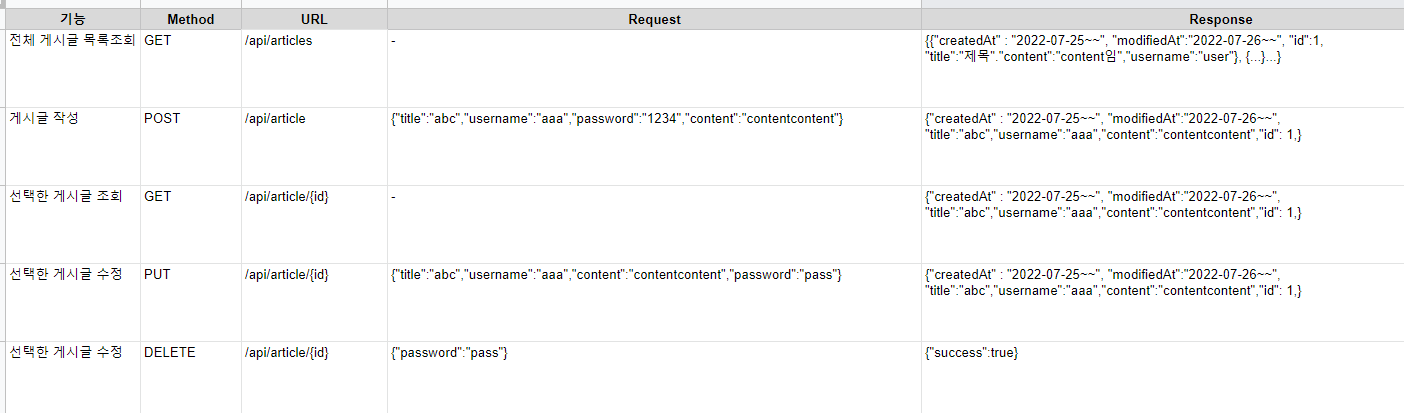 기능 Method URL Request Response
전체 게시글 목록조회 GET /api/articles - {{"createdAt" : "2022-07-25~~", "modifiedAt":"2022-07-26~~", "id":1,
"title":"제목"."content":"content임","username":"user"}, {...}...}
게시글 작성 POST /api/article {"title":"abc","username":"aaa","password":"1234","content":"contentcontent"} {"createdAt" : "2022-07-25~~", "modifiedAt":"2022-07-26~~",
"title":"abc","username":"aaa","content":"contentcontent","id": 1,}
선택한 게시글 조회 GET /api/article/{id} - {"createdAt" : "2022-07-25~~", "modifiedAt":"2022-07-26~~",
"title":"abc","username":"aaa","content":"contentcontent","id": 1,}
선택한 게시글 수정 PUT /api/article/{id} {"title":"abc","username":"aaa","content":"contentcontent","password":"pass"} {"createdAt" : "2022-07-25~~", "modifiedAt":"2022-07-26~~",
"title":"abc","username":"aaa","content":"contentcontent","id": 1,}
선택한 게시글 수정 DELETE /api/article/{id} {"password":"pass"} {"success":true}